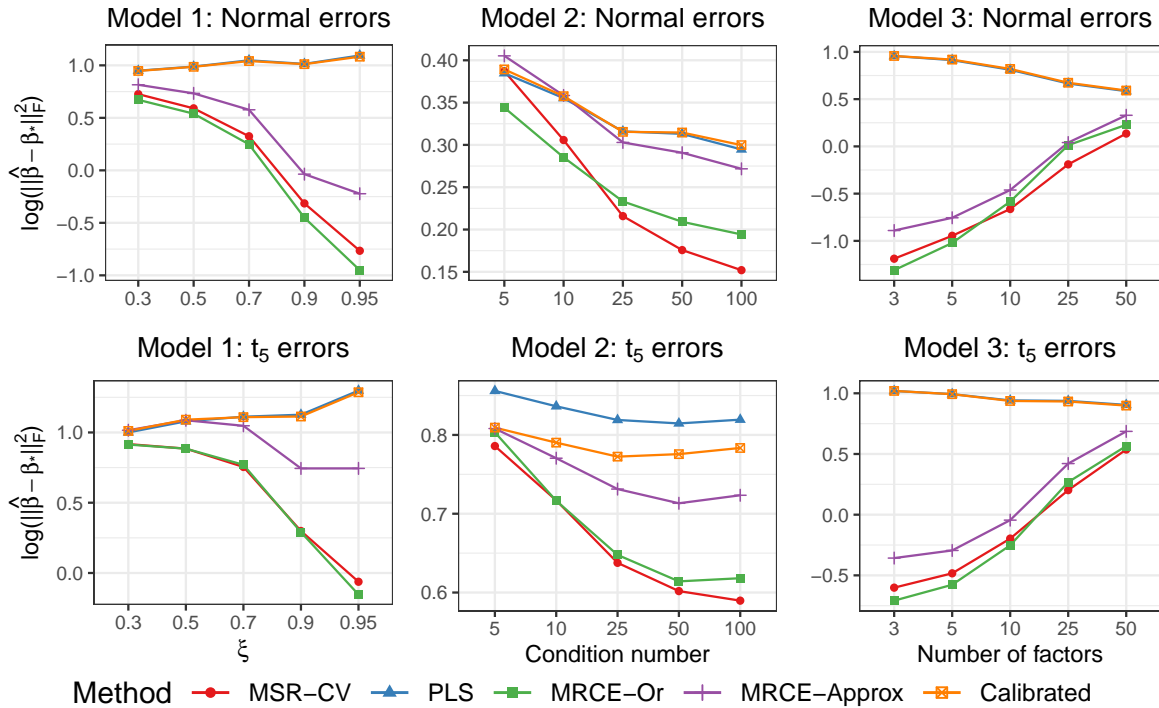 Model 1: Normal errors
Model 2: Normal errors
Model 3: Normal errors
log(||β̂ − β*||²F)
1.0
0.5
0.0
−0.5
−1.0
0.3 0.5 0.7 0.9 0.95
0.40
0.35
0.30
0.25
0.20
0.15
5 10 25 50 100
1.0
0.5
0.0
−0.5
−1.0
3 5 10 25 50
Model 1: t₅ errors
Model 2: t₅ errors
Model 3: t₅ errors
log(||β̂ − β*||²F)
1.0
0.5
0.0
0.3 0.5 0.7 0.9 0.95
ξ
0.8
0.7
0.6
5 10 25 50 100
Condition number
1.0
0.5
0.0
−0.5
3 5 10 25 50
Number of factors
Method MSR−CV PLS MRCE−Or MRCE−Approx Calibrated